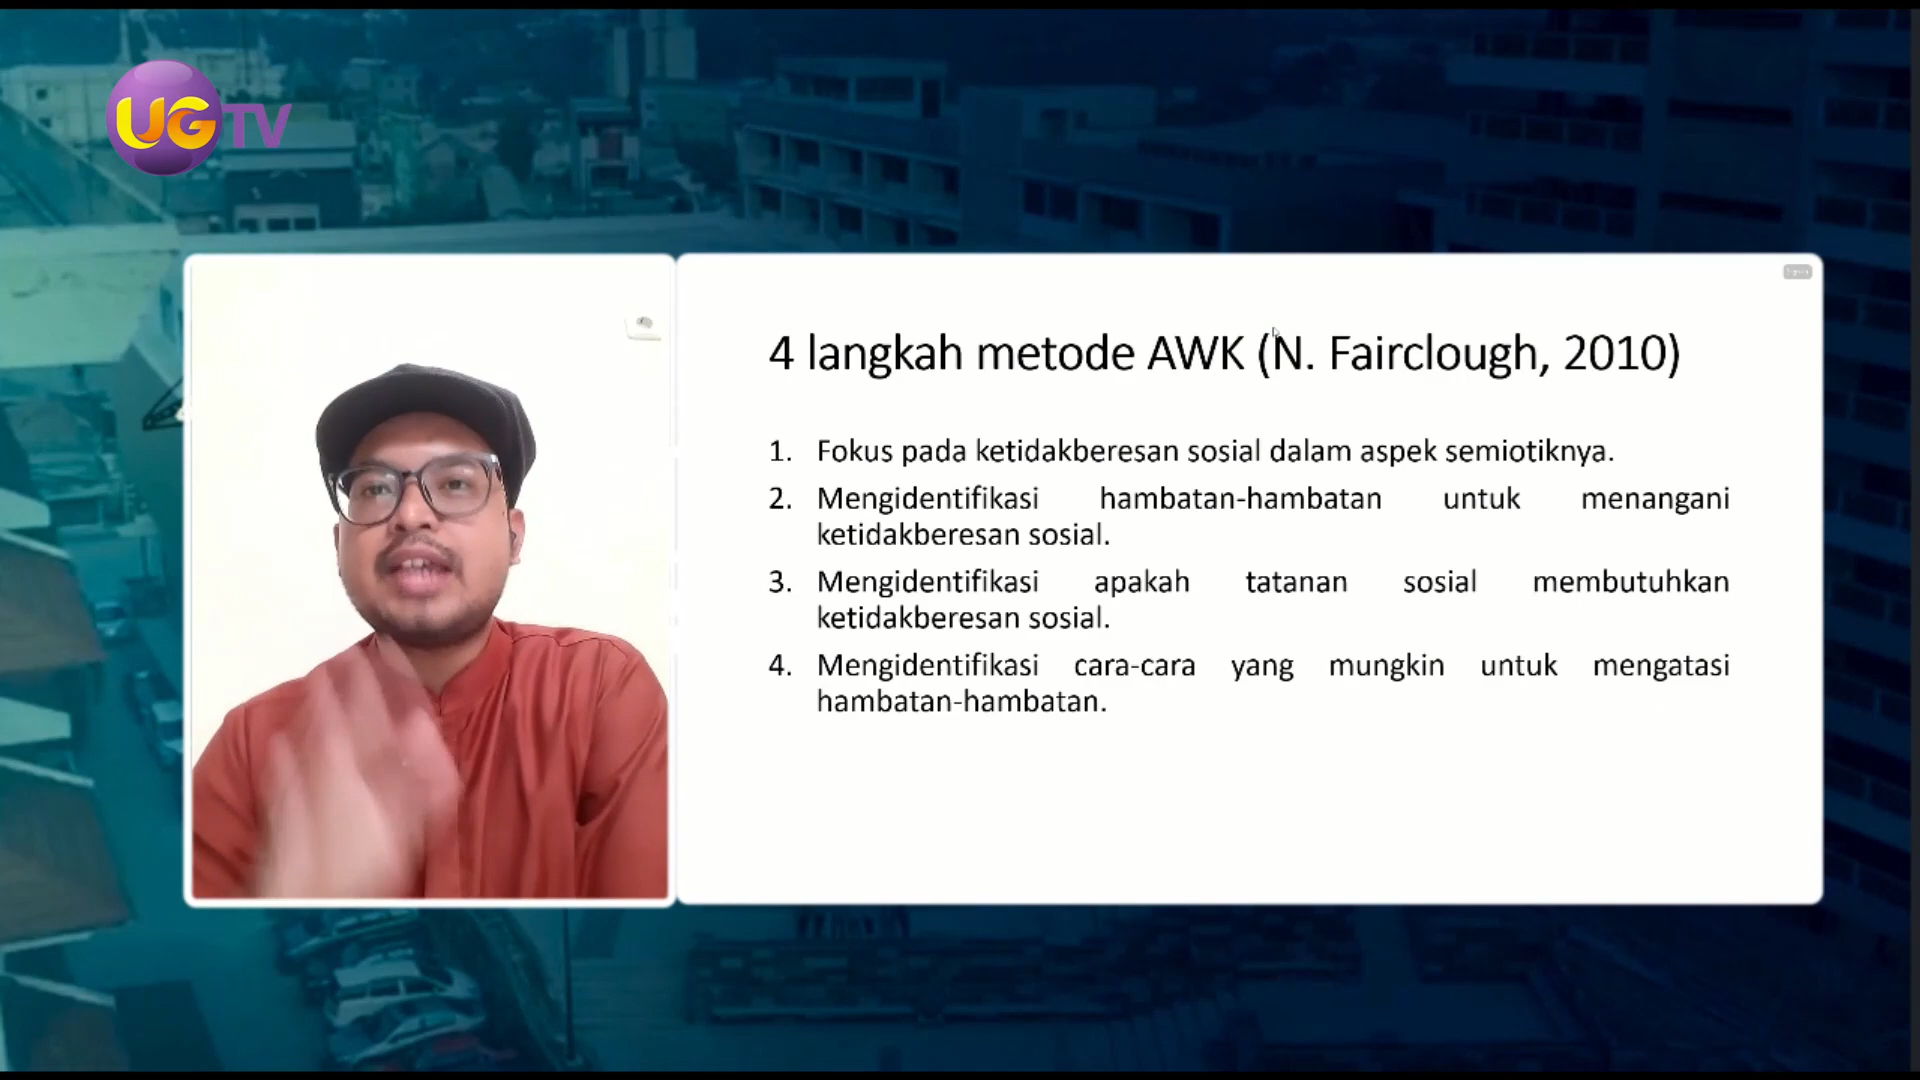 UGTV
4 langkah metode AWK (N. Fairclough, 2010)
1. Fokus pada ketidakberesan sosial dalam aspek semiotiknya.
2. Mengidentifikasi hambatan-hambatan untuk menangani
ketidakberesan sosial.
3. Mengidentifikasi apakah tatanan sosial membutuhkan
ketidakberesan sosial.
4. Mengidentifikasi cara-cara yang mungkin untuk mengatasi
hambatan-hambatan.